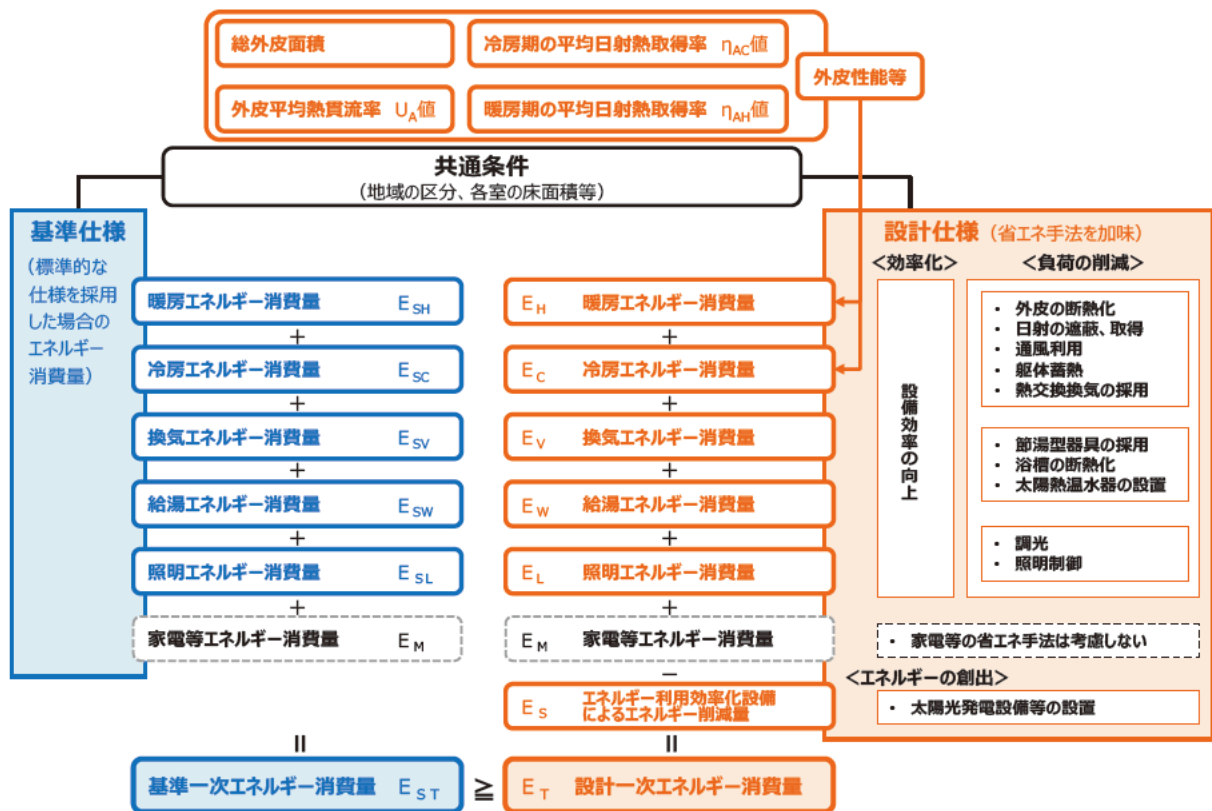 総外皮面積
冷房期の平均日射熱取得率 ηAC値
外皮平均熱貫流率 UA値
暖房期の平均日射熱取得率 ηAH値
外皮性能等
共通条件
（地域の区分、各室の床面積等）
基準仕様
（標準的な
仕様を採用
した場合の
エネルギー
消費量）
暖房エネルギー消費量 ESH
+
冷房エネルギー消費量 ESC
+
換気エネルギー消費量 ESV
+
給湯エネルギー消費量 ESW
+
照明エネルギー消費量 ESL
+
家電等エネルギー消費量 EM
=
基準一次エネルギー消費量 EST
≧
EH 暖房エネルギー消費量
+
EC 冷房エネルギー消費量
+
EV 換気エネルギー消費量
+
EW 給湯エネルギー消費量
+
EL 照明エネルギー消費量
+
EM 家電等エネルギー消費量
−
ES エネルギー利用効率化設備
によるエネルギー削減量
=
ET 設計一次エネルギー消費量
設計仕様（省エネ手法を加味）
＜効率化＞
設備効率の向上
＜負荷の削減＞
・ 外皮の断熱化
・ 日射の遮蔽、取得
・ 通風利用
・ 躯体蓄熱
・ 熱交換換気の採用
・ 節湯型器具の採用
・ 浴槽の断熱化
・ 太陽熱温水器の設置
・ 調光
・ 照明制御
・ 家電等の省エネ手法は考慮しない
＜エネルギーの創出＞
・ 太陽光発電設備等の設置